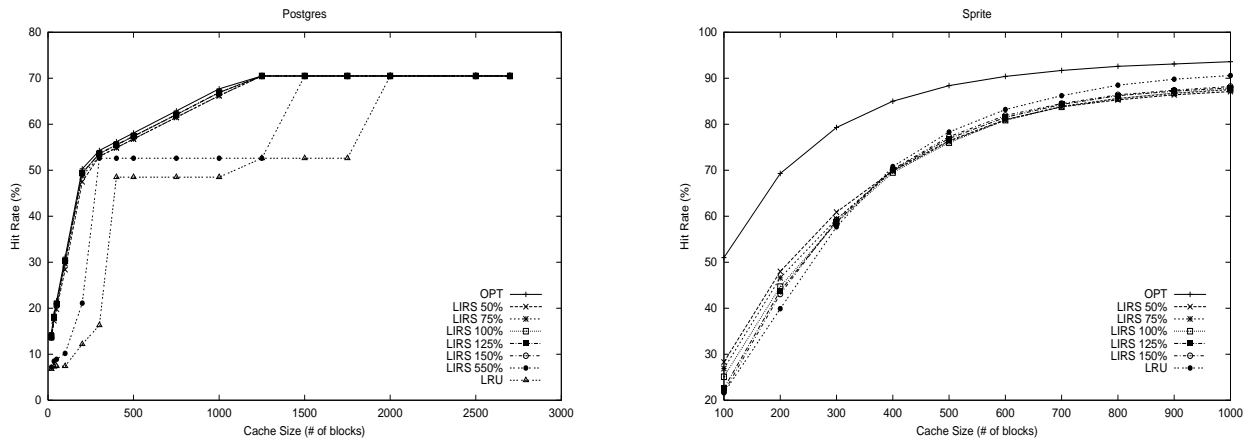 Postgres
80
70
60
50
40
30
20
10
0
Hit Rate (%)
0 500 1000 1500 2000 2500 3000
Cache Size (# of blocks)
OPT
LIRS 50%
LIRS 75%
LIRS 100%
LIRS 125%
LIRS 150%
LIRS 550%
LRU
Sprite
100
90
80
70
60
50
40
30
20
Hit Rate (%)
100 200 300 400 500 600 700 800 900 1000
Cache Size (# of blocks)
OPT
LIRS 50%
LIRS 75%
LIRS 100%
LIRS 125%
LIRS 150%
LRU